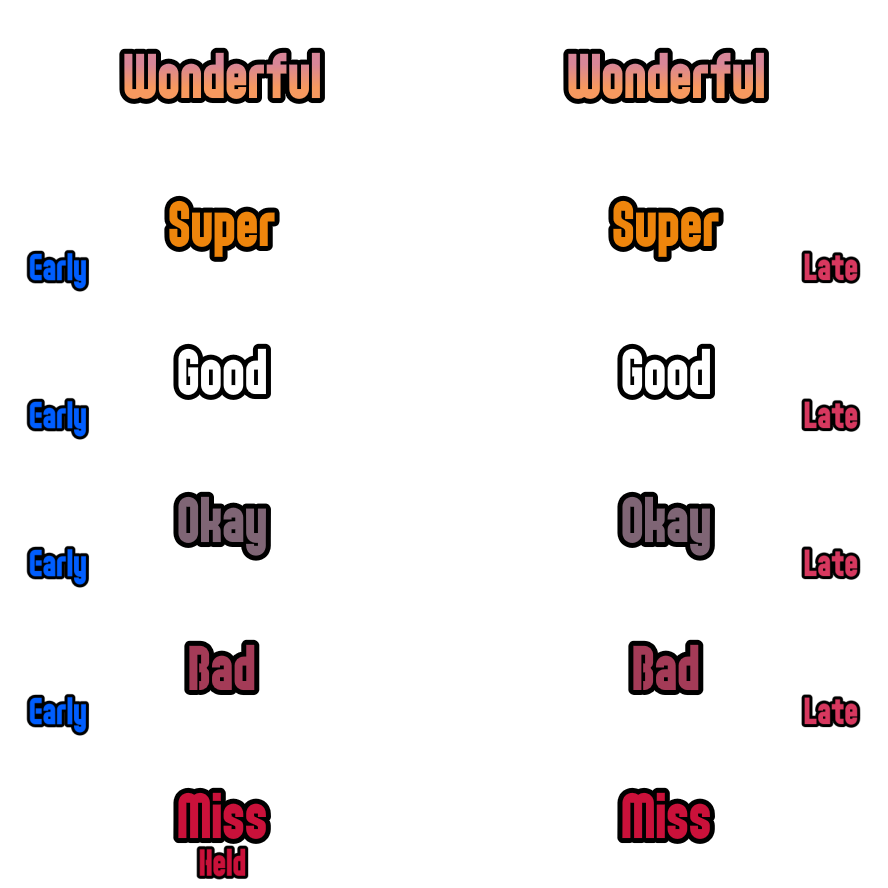 Wonderful Wonderful
Super Super
Early Late
Good Good
Early Late
Okay Okay
Early Late
Bad Bad
Early Late
Miss Miss
Held